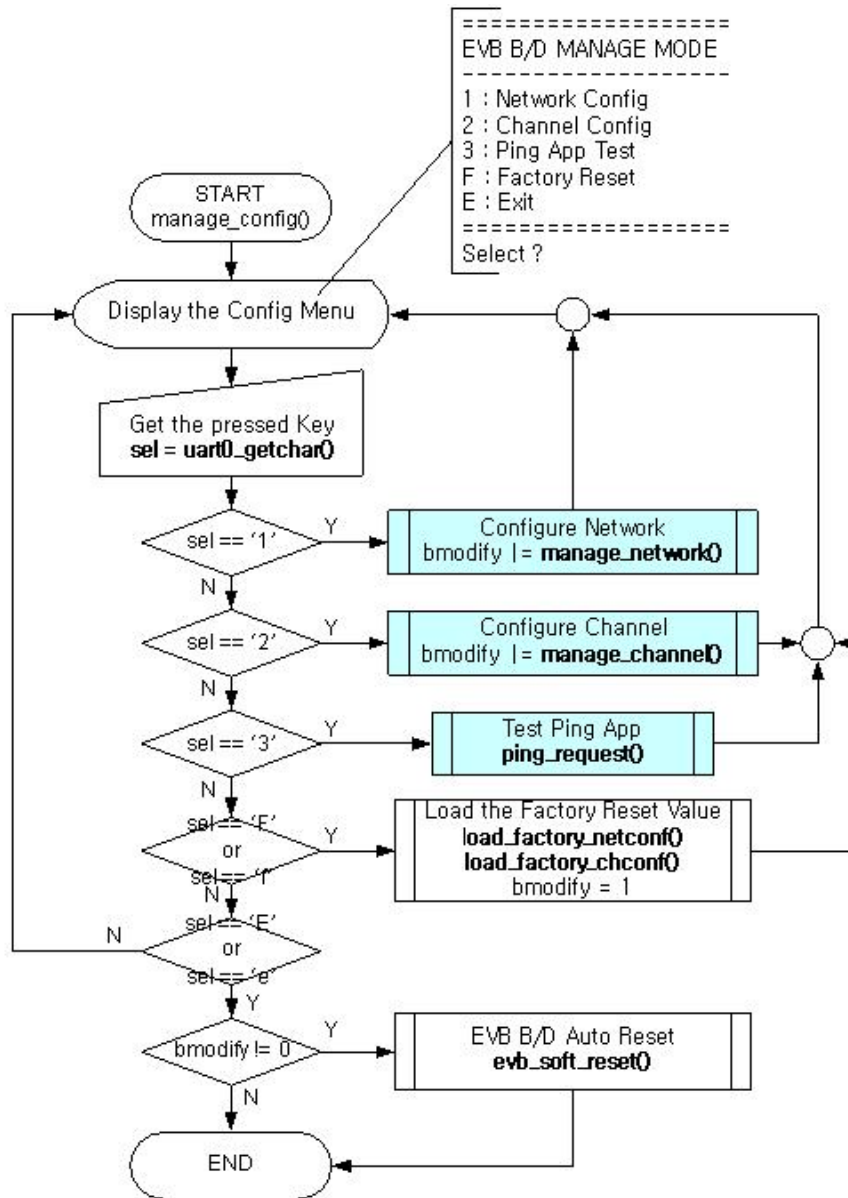 ====================
EVB B/D MANAGE MODE
--------------------
1 : Network Config
2 : Channel Config
3 : Ping App Test
F : Factory Reset
E : Exit
====================
Select ?
START
manage_config()
Display the Config Menu
Get the pressed Key
sel = uart0_getchar()
sel == '1'
Y
Configure Network
bmodify |= manage_network()
N
sel == '2'
Y
Configure Channel
bmodify |= manage_channel()
N
sel == '3'
Y
Test Ping App
ping_request()
N
sel == 'F'
or
sel == 'f'
Y
Load the Factory Reset Value
load_factory_netconf()
load_factory_chconf()
bmodify = 1
N
sel == 'E'
or
sel == 'e'
N
Y
bmodify != 0
Y
EVB B/D Auto Reset
evb_soft_reset()
N
END